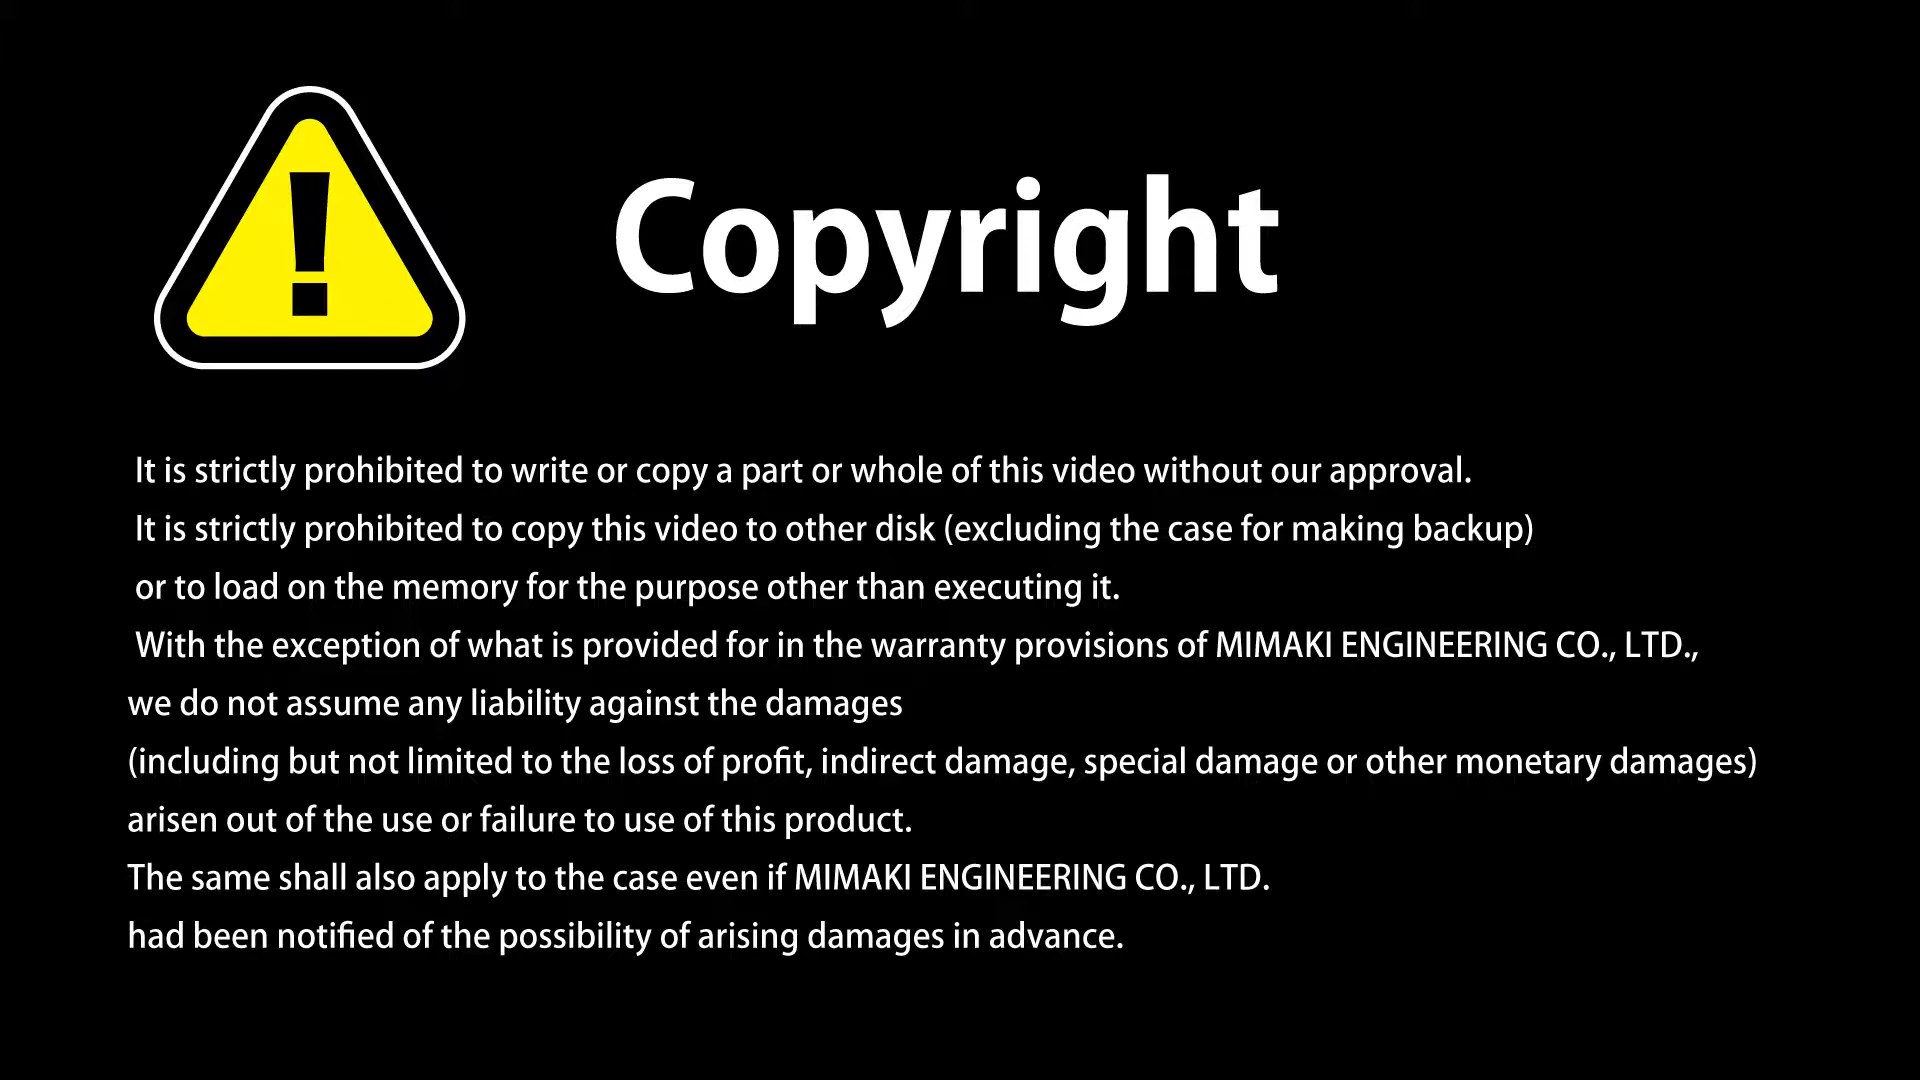 !
Copyright
It is strictly prohibited to write or copy a part or whole of this video without our approval.
It is strictly prohibited to copy this video to other disk (excluding the case for making backup)
or to load on the memory for the purpose other than executing it.
With the exception of what is provided for in the warranty provisions of MIMAKI ENGINEERING CO., LTD.,
we do not assume any liability against the damages
(including but not limited to the loss of profit, indirect damage, special damage or other monetary damages)
arisen out of the use or failure to use of this product.
The same shall also apply to the case even if MIMAKI ENGINEERING CO., LTD.
had been notified of the possibility of arising damages in advance.